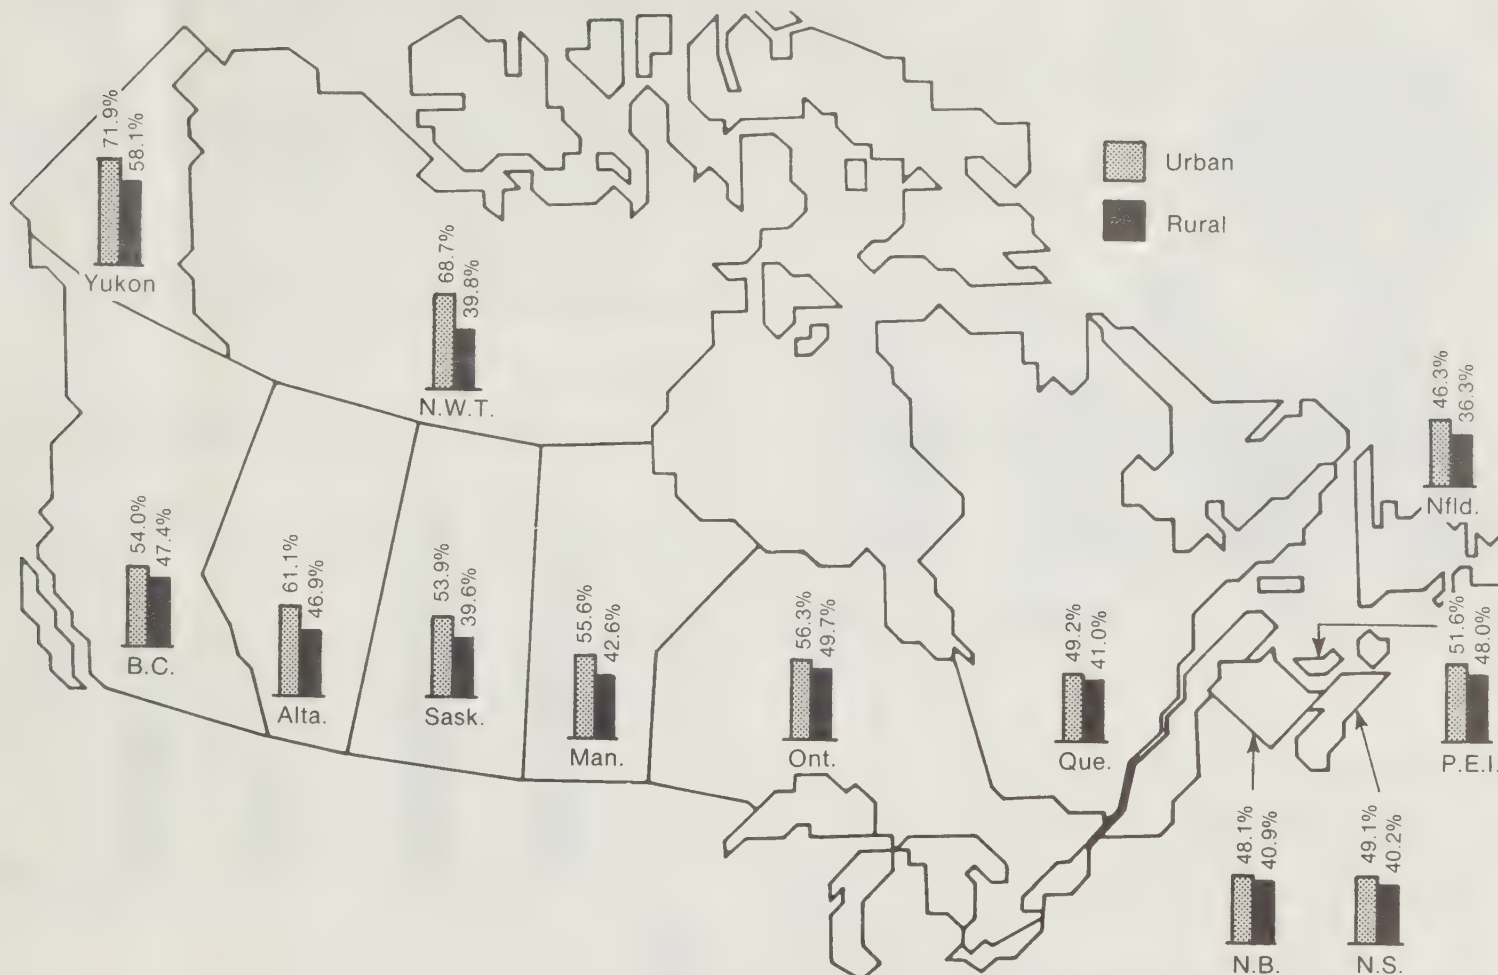 71.9%
58.1%
Yukon
Urban
Rural
68.7%
39.8%
N.W.T.
46.3%
36.3%
Nfld.
54.0%
47.4%
B.C.
61.1%
46.9%
Alta.
53.9%
39.6%
Sask.
55.6%
42.6%
Man.
56.3%
49.7%
Ont.
49.2%
41.0%
Que.
51.6%
48.0%
P.E.I.
48.1%
40.9%
N.B.
49.1%
40.2%
N.S.